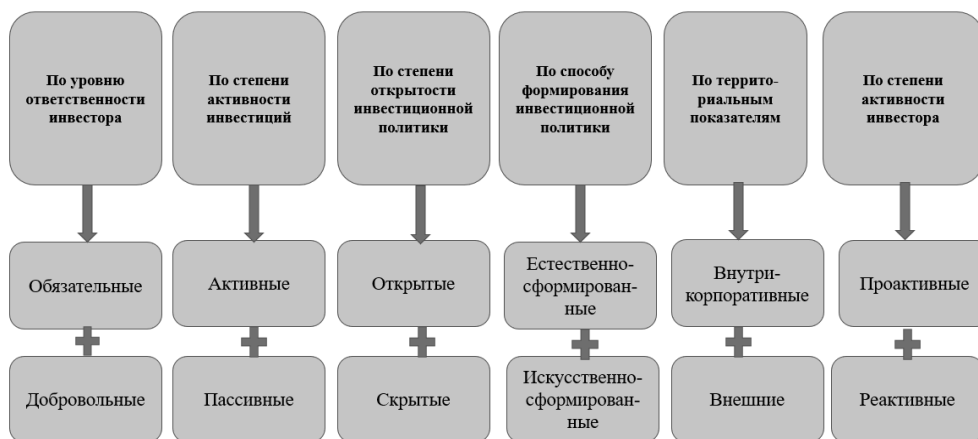 По уровню
ответственности
инвестора
По степени
активности
инвестиций
По степени
открытости
инвестиционной
политики
По способу
формирования
инвестиционной
политики
По террито-
риальным
показателям
По степени
активности
инвестора
Обязательные
Активные
Открытые
Естественно-
сформирован-
ные
Внутри-
корпоративные
Проактивные
Добровольные
Пассивные
Скрытые
Искусственно-
сформирован-
ные
Внешние
Реактивные